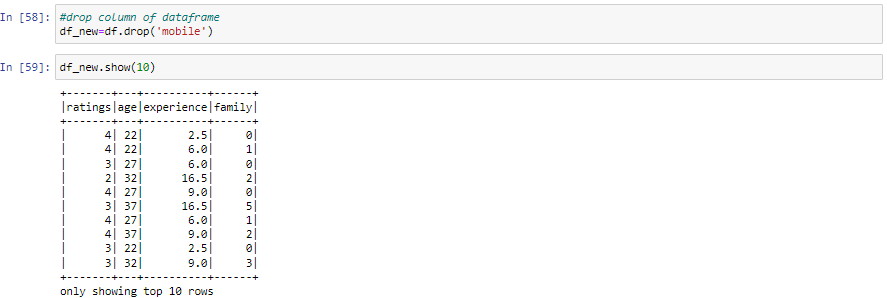 In [58]: #drop column of dataframe
df_new=df.drop('mobile')
In [59]: df_new.show(10)
+-------+---+----------+------+
|ratings|age|experience|family|
+-------+---+----------+------+
|      4| 22|       2.5|     0|
|      4| 22|       6.0|     1|
|      3| 27|       6.0|     0|
|      2| 32|      16.5|     2|
|      4| 27|       9.0|     0|
|      3| 37|      16.5|     5|
|      4| 27|       6.0|     1|
|      4| 37|       9.0|     2|
|      3| 22|       2.5|     0|
|      3| 32|       9.0|     3|
+-------+---+----------+------+
only showing top 10 rows